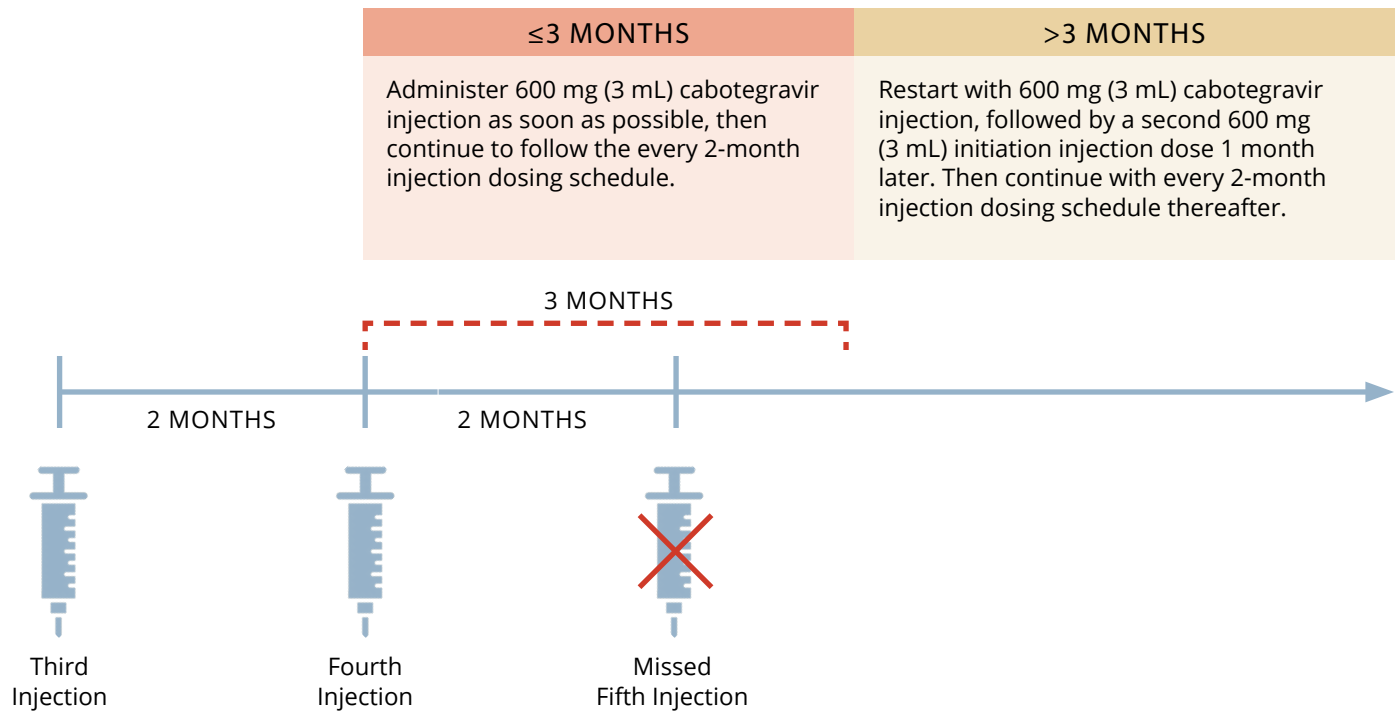 ≤3 MONTHS
Administer 600 mg (3 mL) cabotegravir
injection as soon as possible, then
continue to follow the every 2-month
injection dosing schedule.
>3 MONTHS
Restart with 600 mg (3 mL) cabotegravir
injection, followed by a second 600 mg
(3 mL) initiation injection dose 1 month
later. Then continue with every 2-month
injection dosing schedule thereafter.
3 MONTHS
2 MONTHS
2 MONTHS
Third
Injection
Fourth
Injection
Missed
Fifth Injection